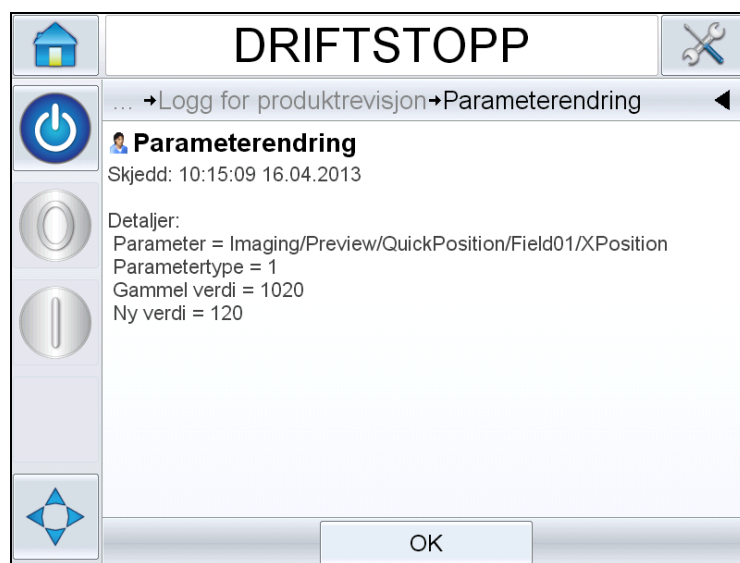 DRIFTSTOPP
... →Logg for produktrevisjon→Parameterendring
Parameterendring
Skjedd: 10:15:09 16.04.2013
Detaljer:
Parameter = Imaging/Preview/QuickPosition/Field01/XPosition
Parametertype = 1
Gammel verdi = 1020
Ny verdi = 120
OK